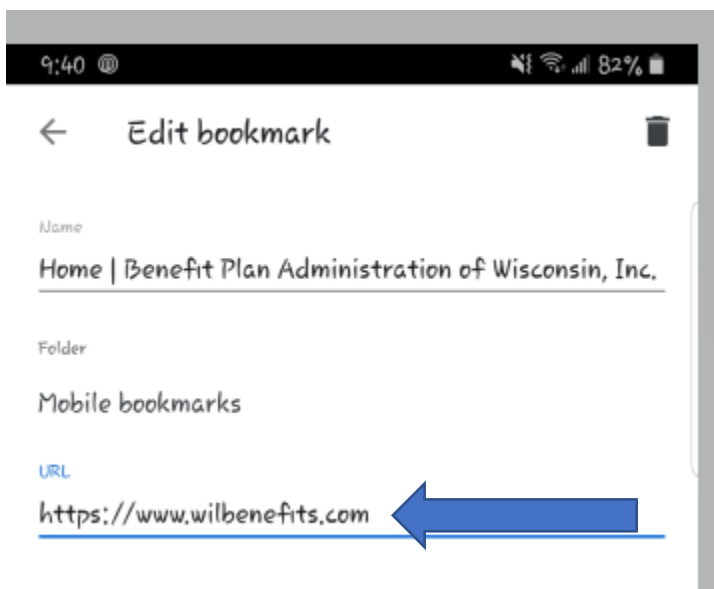 9:40 82%
Edit bookmark
Name
Home | Benefit Plan Administration of Wisconsin, Inc.
Folder
Mobile bookmarks
URL
https://www.wilbenefits.com